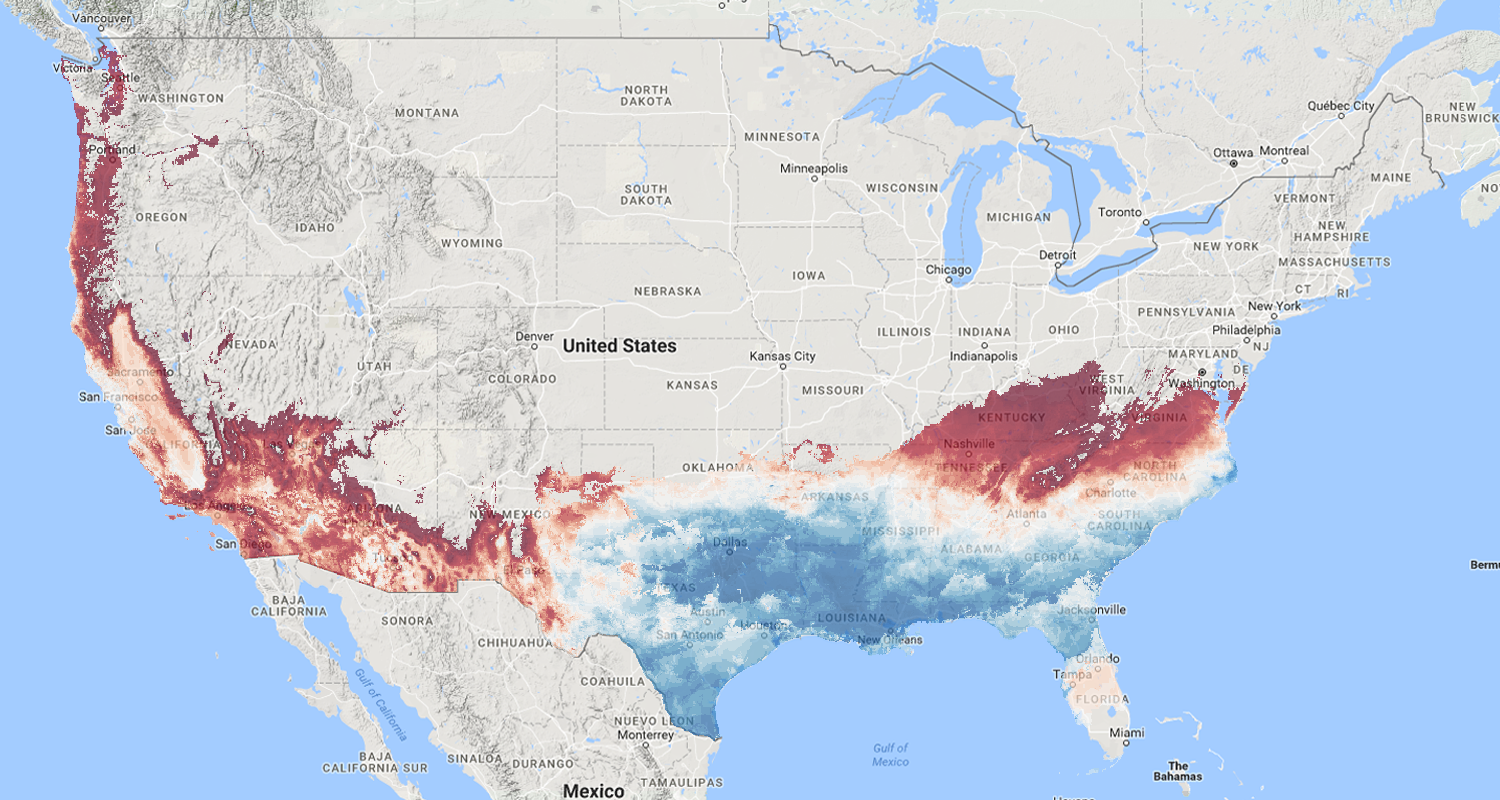 Vancouver
Victoria
Seattle
WASHINGTON
MONTANA
NORTH
DAKOTA
MINNESOTA
Minneapolis
WISCONSIN
MICHIGAN
Ottawa
Montreal
Québec City
NEW
BRUNSWICK
MAINE
NO
Portland
OREGON
IDAHO
WYOMING
SOUTH
DAKOTA
IOWA
NEBRASKA
Chicago
Detroit
Toronto
NEW YORK
VERMONT
NEW
HAMPSHIRE
MASSACHUSETTS
CT
RI
New York
PENNSYLVANIA
Philadelphia
NJ
MARYLAND
DE
Washington
WEST
VIRGINIA
VIRGINIA
OHIO
INDIANA
Indianapolis
ILLINOIS
Kansas City
MISSOURI
KANSAS
United States
Denver
COLORADO
UTAH
NEVADA
Sacramento
San Francisco
San Jose
CALIFORNIA
Las Vegas
Los Angeles
San Diego
ARIZONA
Tucson
NEW MEXICO
El Paso
OKLAHOMA
ARKANSAS
KENTUCKY
Nashville
TENNESSEE
NORTH
CAROLINA
Charlotte
SOUTH
CAROLINA
Atlanta
MISSISSIPPI
ALABAMA
GEORGIA
Dallas
TEXAS
Austin
San Antonio
Houston
LOUISIANA
New Orleans
Jacksonville
Orlando
Tampa
FLORIDA
Miami
Bermu
BAJA
CALIFORNIA
SONORA
CHIHUAHUA
COAHUILA
NUEVO LEON
Monterrey
Gulf of California
BAJA
CALIFORNIA SUR
SINALOA
DURANGO
TAMAULIPAS
Mexico
Gulf of
Mexico
The
Bahamas